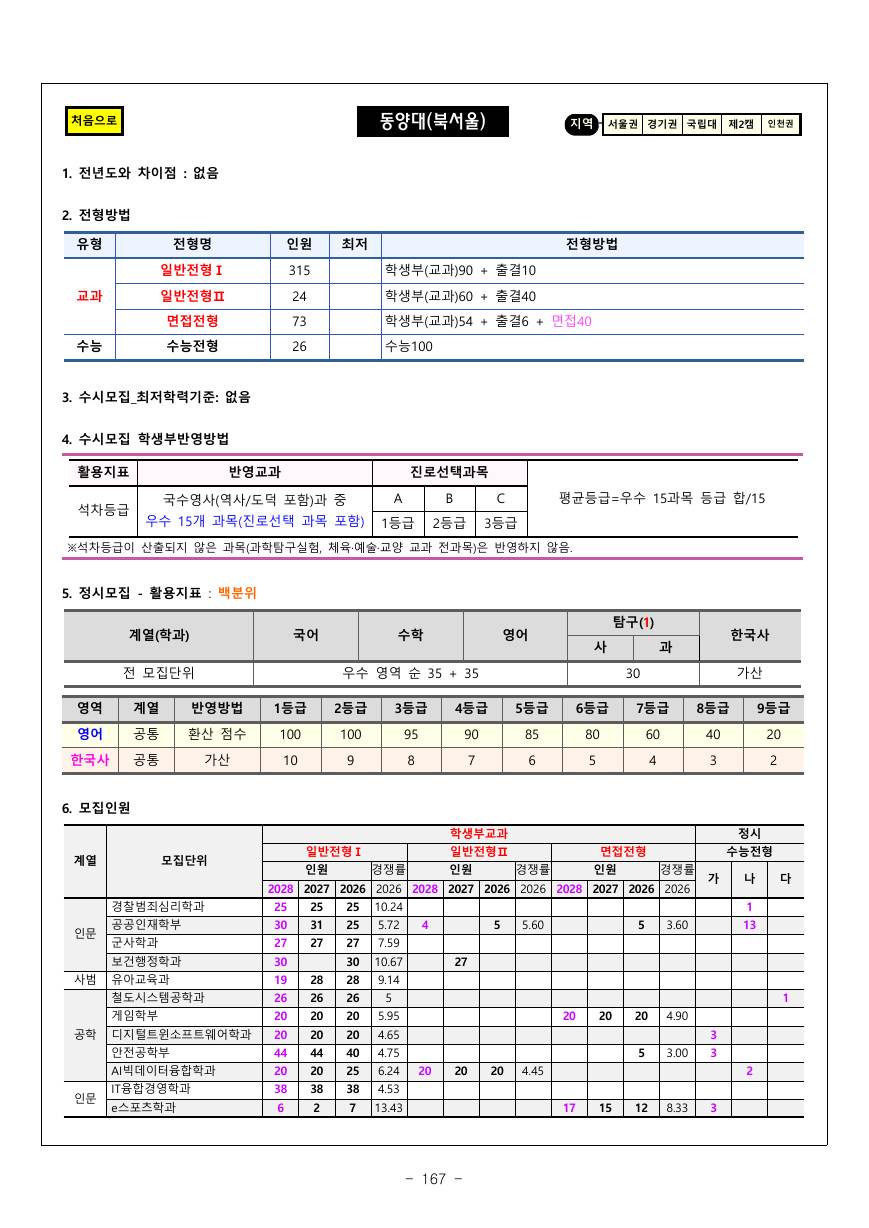 처음으로
동양대(북서울)
지역 서울권 경기권 국립대 제2캠 인천권
1. 전년도와 차이점 : 없음
2. 전형방법
유형 전형명 인원 최저 전형방법
교과 일반전형Ⅰ 315 학생부(교과)90 + 출결10
일반전형Ⅱ 24 학생부(교과)60 + 출결40
면접전형 73 학생부(교과)54 + 출결6 + 면접40
수능 수능전형 26 수능100
3. 수시모집_최저학력기준: 없음
4. 수시모집 학생부반영방법
활용지표 반영교과 진로선택과목
석차등급 국수영사(역사/도덕 포함)과 중 A B C 평균등급=우수 15과목 등급 합/15
우수 15개 과목(진로선택 과목 포함) 1등급 2등급 3등급
※석차등급이 산출되지 않은 과목(과학탐구실험, 체육·예술·교양 교과 전과목)은 반영하지 않음.
5. 정시모집 - 활용지표 : 백분위
계열(학과) 국어 수학 영어 탐구(1) 한국사
사 과
전 모집단위 우수 영역 순 35 + 35 30 가산
영역 계열 반영방법 1등급 2등급 3등급 4등급 5등급 6등급 7등급 8등급 9등급
영어 공통 환산 점수 100 100 95 90 85 80 60 40 20
한국사 공통 가산 10 9 8 7 6 5 4 3 2
6. 모집인원
계열 모집단위 학생부교과 정시
일반전형Ⅰ 일반전형Ⅱ 면접전형 수능전형
인원 경쟁률 인원 경쟁률 인원 경쟁률 가 나 다
2028 2027 2026 2026 2028 2027 2026 2026 2028 2027 2026 2026
인문 경찰범죄심리학과 25 25 25 10.24 1
공공인재학부 30 31 25 5.72 4 5 5.60 5 3.60 13
군사학과 27 27 27 7.59
보건행정학과 30 30 10.67 27
사범 유아교육과 19 28 28 9.14
공학 철도시스템공학과 26 26 26 5 1
게임학부 20 20 20 5.95 20 20 20 4.90
디지털트윈소프트웨어학과 20 20 20 4.65 3
안전공학부 44 44 40 4.75 5 3.00 3
AI빅데이터융합학과 20 20 25 6.24 20 20 20 4.45 2
인문 IT융합경영학과 38 38 38 4.53
e스포츠학과 6 2 7 13.43 17 15 12 8.33 3
- 167 -